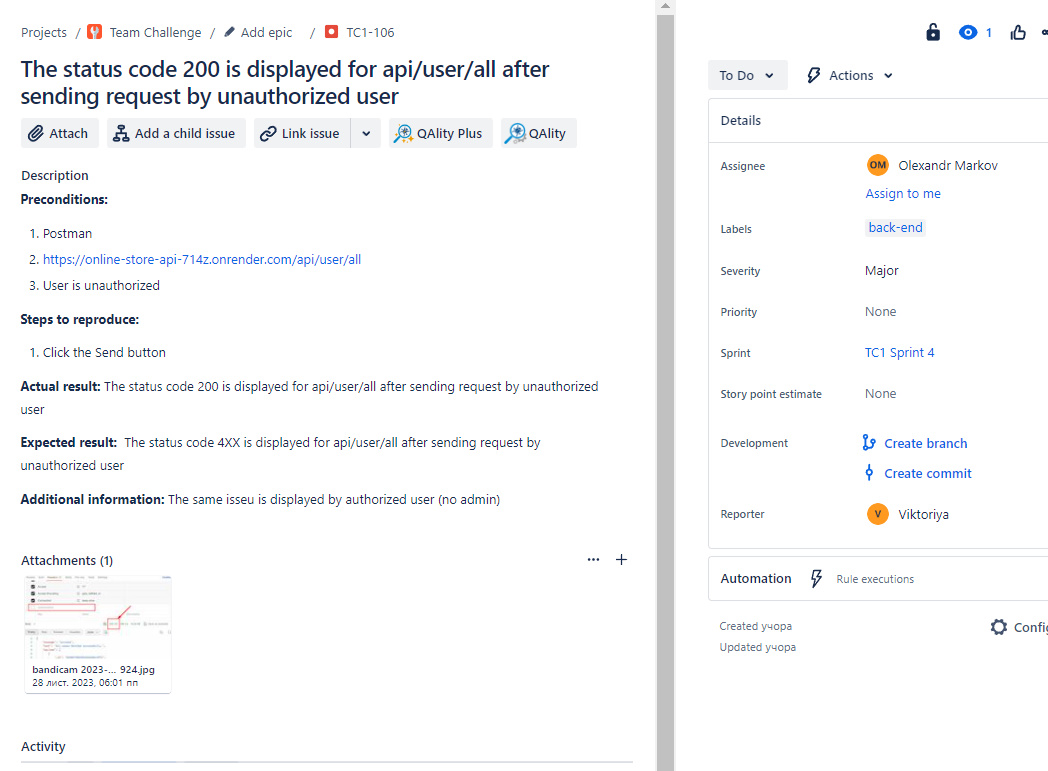 Projects / Team Challenge / Add epic / TC1-106
1
The status code 200 is displayed for api/user/all after
sending request by unauthorized user
To Do
Actions
Attach
Add a child issue
Link issue
QAlity Plus
QAlity
Details
Description
Preconditions:
1. Postman
2. https://online-store-api-714z.onrender.com/api/user/all
3. User is unauthorized
Steps to reproduce:
1. Click the Send button
Actual result: The status code 200 is displayed for api/user/all after sending request by unauthorized
user
Expected result: The status code 4XX is displayed for api/user/all after sending request by
unauthorized user
Additional information: The same isseu is displayed by authorized user (no admin)
Attachments (1)
bandicam 2023-... 924.jpg
28 лист. 2023, 06:01 пп
Activity
Assignee
OM Olexandr Markov
Assign to me
Labels
back-end
Severity
Major
Priority
None
Sprint
TC1 Sprint 4
Story point estimate
None
Development
Create branch
Create commit
Reporter
V Viktoriya
Automation
Rule executions
Created учора
Updated учора
Config